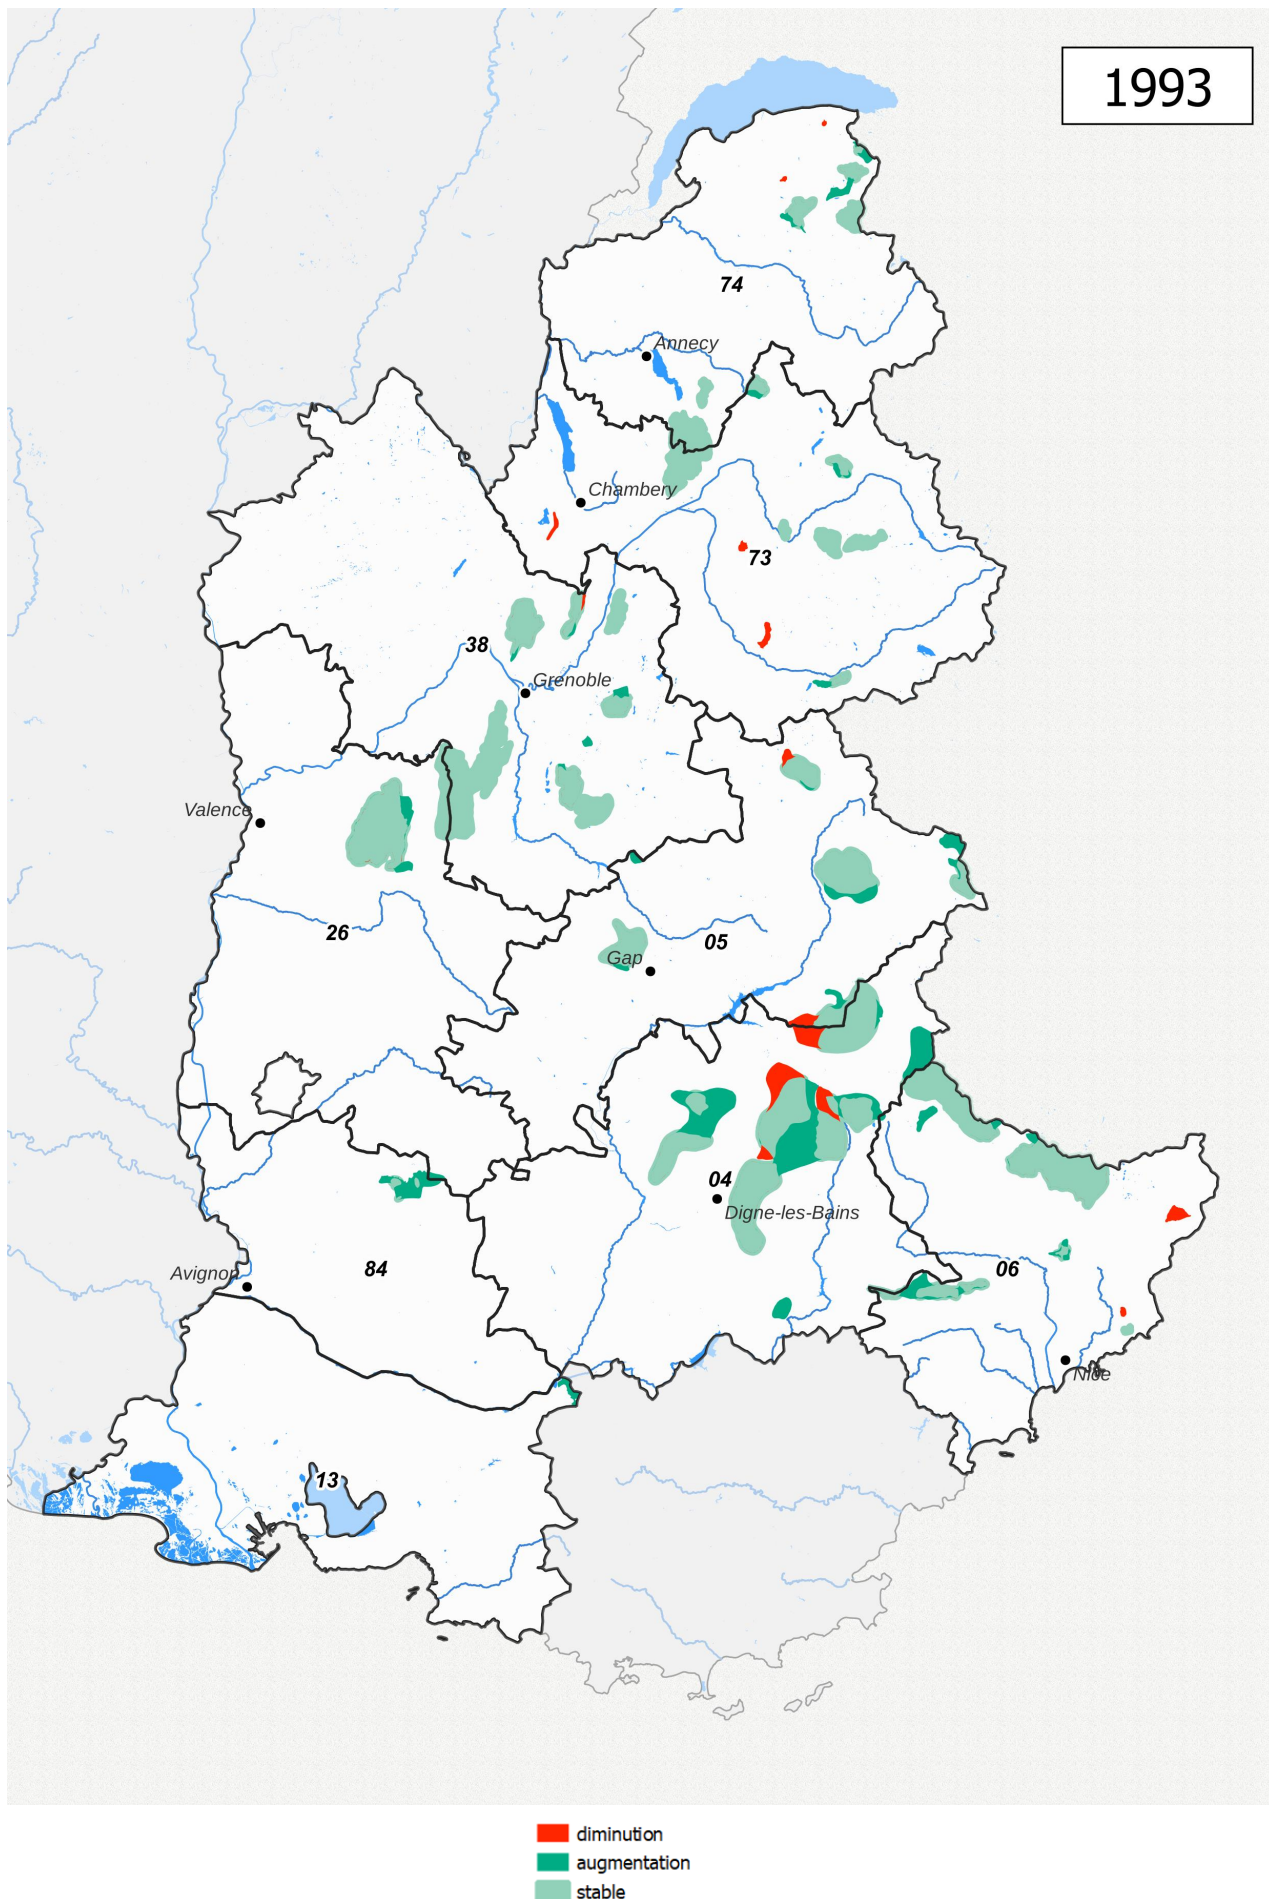 1993
74
Annecy
Chambery
73
38
Grenoble
Valence
26
05
Gap
04
Digne-les-Bains
Avignon
84
06
Nice
13
diminution
augmentation
stable